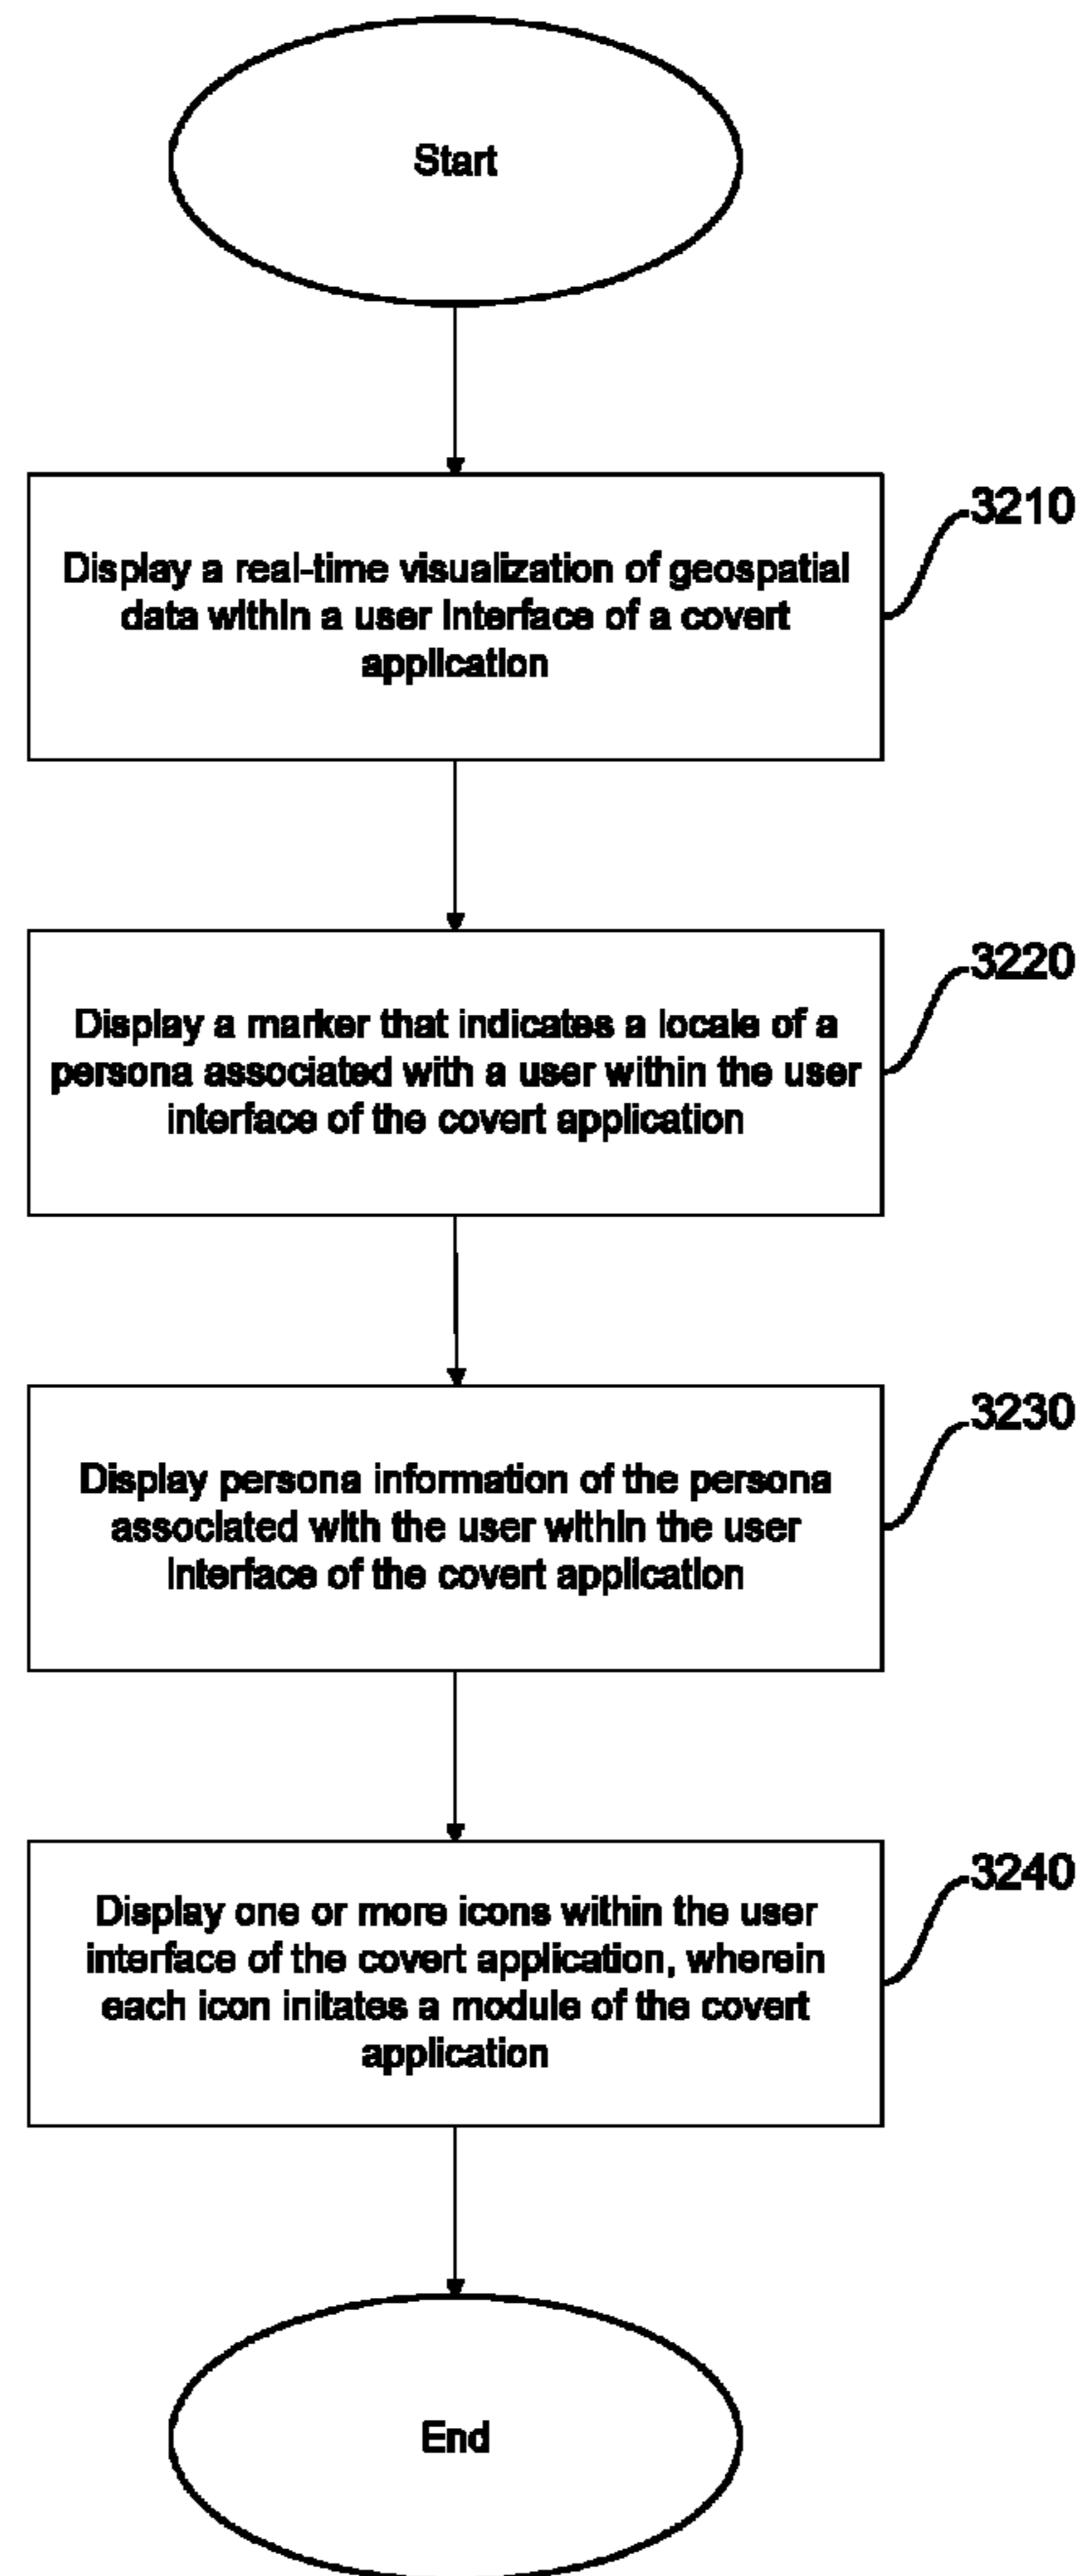 Start
3210
Display a real-time visualization of geospatial
data within a user interface of a covert
application
3220
Display a marker that indicates a locale of a
persona associated with a user within the user
interface of the covert application
3230
Display persona information of the persona
associated with the user within the user
interface of the covert application
3240
Display one or more icons within the user
interface of the covert application, wherein
each icon initates a module of the covert
application
End